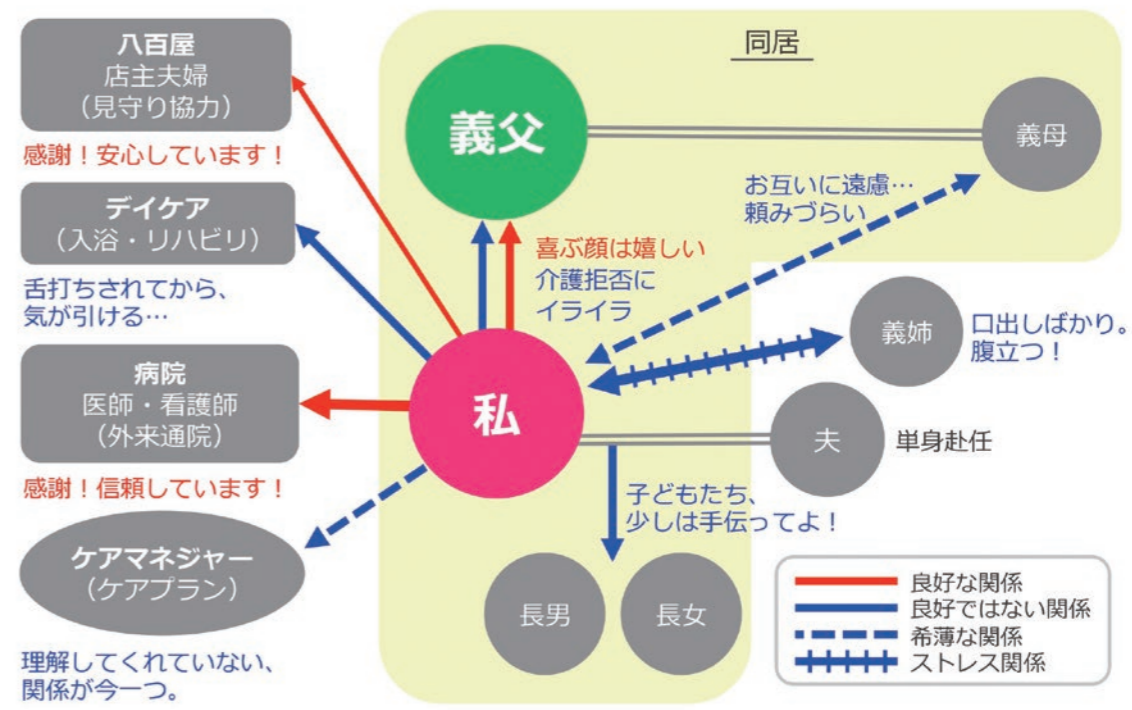 八百屋
店主夫婦
（見守り協力）
感謝！安心しています！
デイケア
（入浴・リハビリ）
舌打ちされてから、
気が引ける…
病院
医師・看護師
（外来通院）
感謝！信頼しています！
ケアマネジャー
（ケアプラン）
理解してくれていない、
関係が今一つ。
同居
義父
義母
お互いに遠慮…
頼みづらい
喜ぶ顔は嬉しい
介護拒否に
イライラ
私
義姉
口出しばかり。
腹立つ！
夫
単身赴任
子どもたち、
少しは手伝ってよ！
長男
長女
良好な関係
良好ではない関係
希薄な関係
ストレス関係